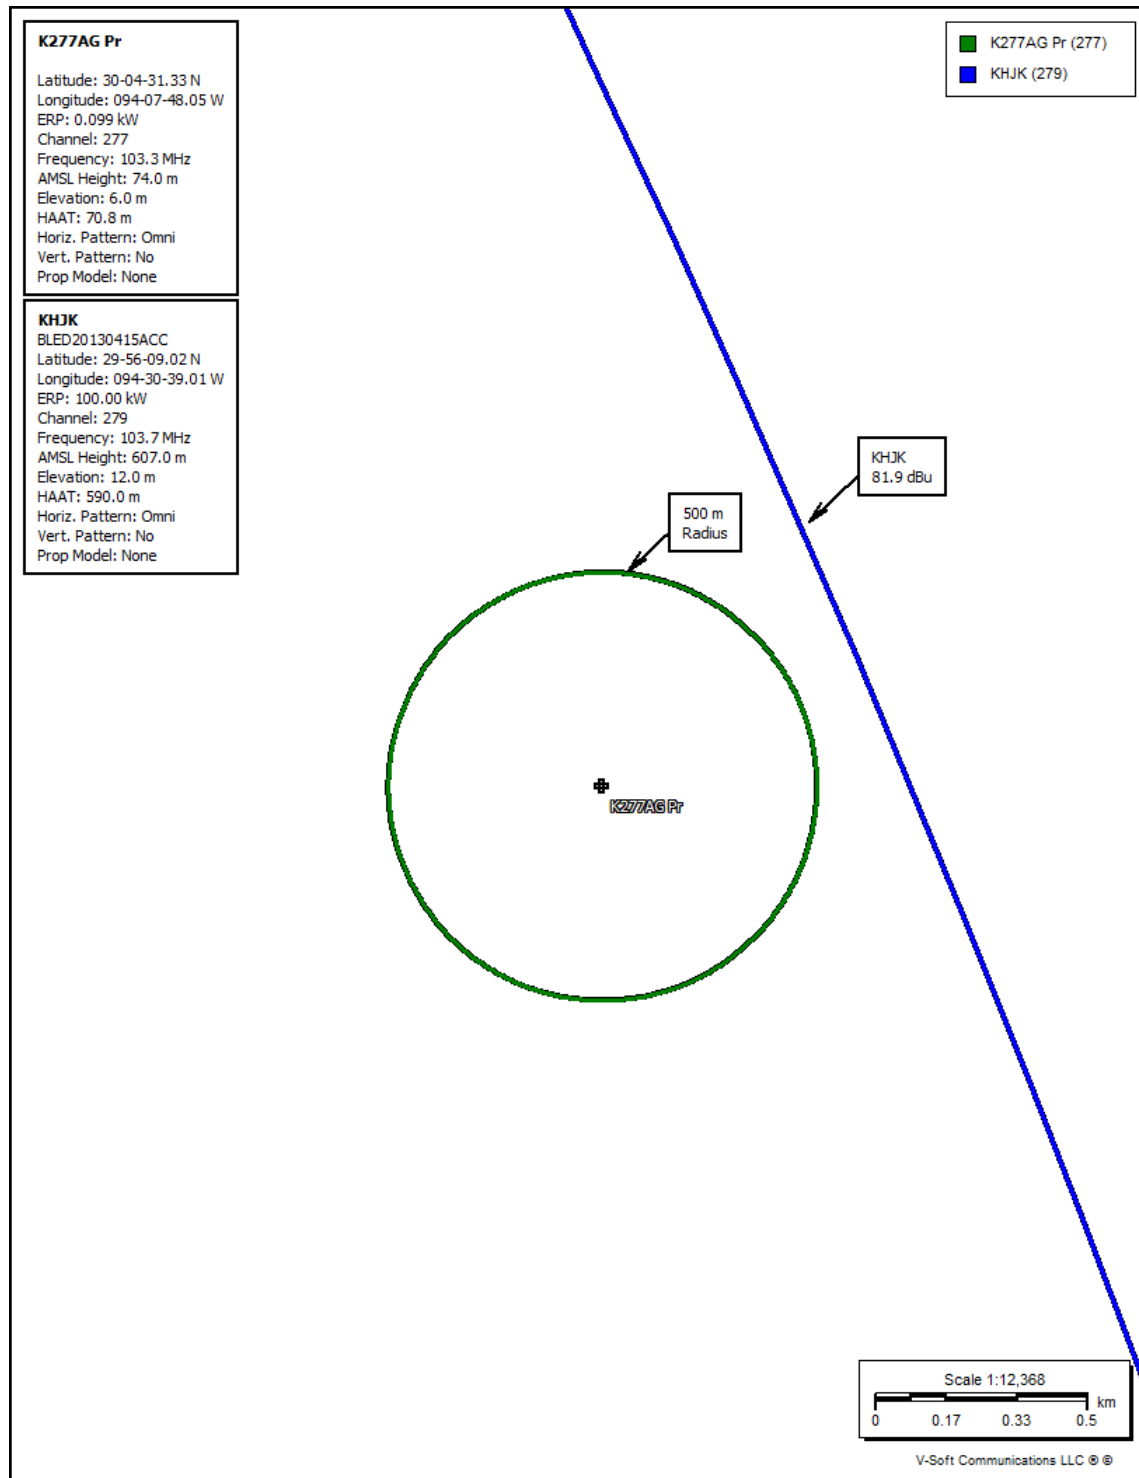 K277AG Pr
Latitude: 30-04-31.33 N
Longitude: 094-07-48.05 W
ERP: 0.099 kW
Channel: 277
Frequency: 103.3 MHz
AMSL Height: 74.0 m
Elevation: 6.0 m
HAAT: 70.8 m
Horiz. Pattern: Omni
Vert. Pattern: No
Prop Model: None
KHJK
BLED20130415ACC
Latitude: 29-56-09.02 N
Longitude: 094-30-39.01 W
ERP: 100.00 kW
Channel: 279
Frequency: 103.7 MHz
AMSL Height: 607.0 m
Elevation: 12.0 m
HAAT: 590.0 m
Horiz. Pattern: Omni
Vert. Pattern: No
Prop Model: None
K277AG Pr (277)
KHJK (279)
KHJK
81.9 dBu
500 m
Radius
K277AG Pr
Scale 1:12,368
km
0 0.17 0.33 0.5
V-Soft Communications LLC ® ©